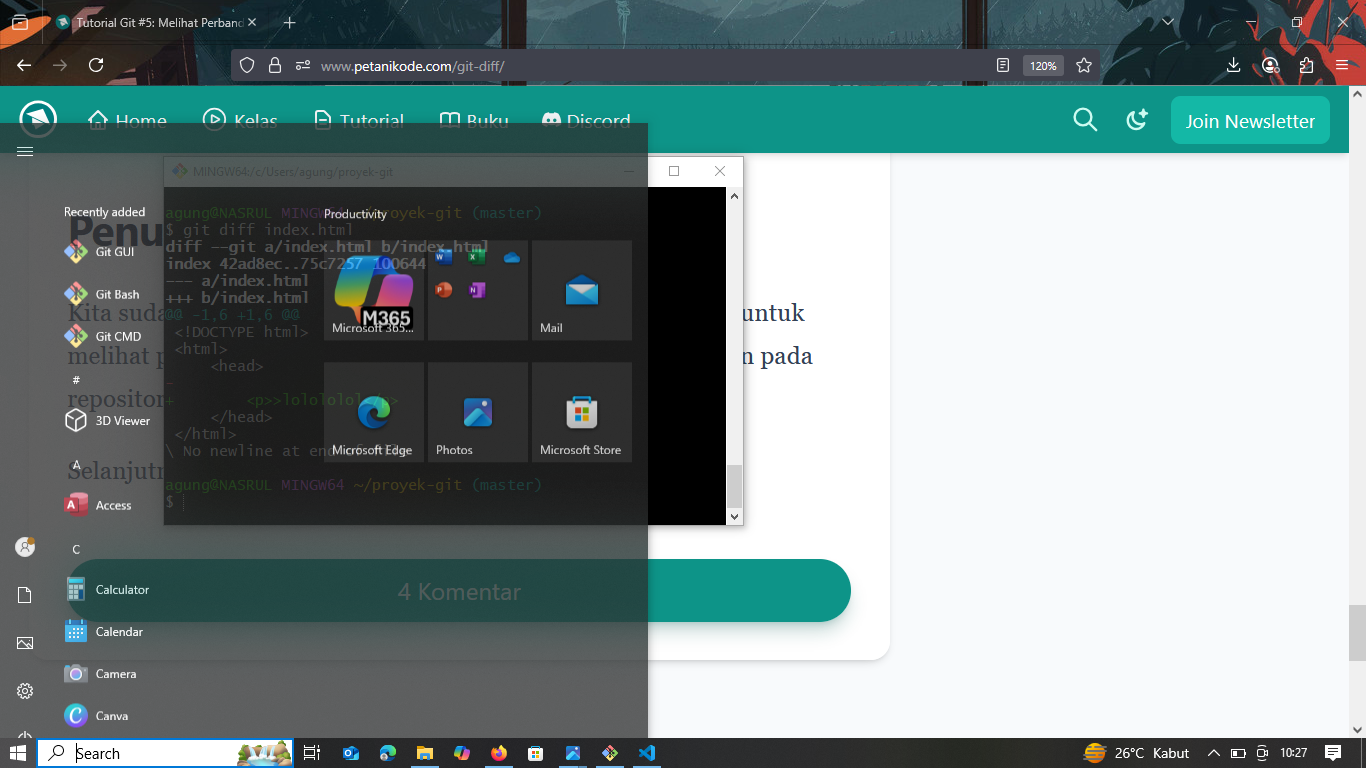 Tutorial Git #5: Melihat Perband
www.petanikode.com/git-diff/
120%
Home
Kelas
Tutorial
Buku
Discord
Join Newsletter
MINGW64:/c/Users/agung/proyek-git
Recently added
Git GUI
Git Bash
Git CMD
#
3D Viewer
A
Access
C
Calculator
Calendar
Camera
Canva
Productivity
Microsoft 365...
M365
Mail
Microsoft Edge
Photos
Microsoft Store
agung@NASRUL MINGW64 ~/proyek-git (master)
$ git diff index.html
diff --git a/index.html b/index.html
index 42ad8ec..75c7257 100644
--- a/index.html
+++ b/index.html
@@ -1,6 +1,6 @@
<!DOCTYPE html>
<html>
<head>
-
+ <p>>lolololol</p>
</head>
</html>
\ No newline at end of file
agung@NASRUL MINGW64 ~/proyek-git (master)
$
Penu
Kita suda
untuk
melihat p
n pada
repositor
Selanjutn
4 Komentar
Search
26°C Kabut
10:27